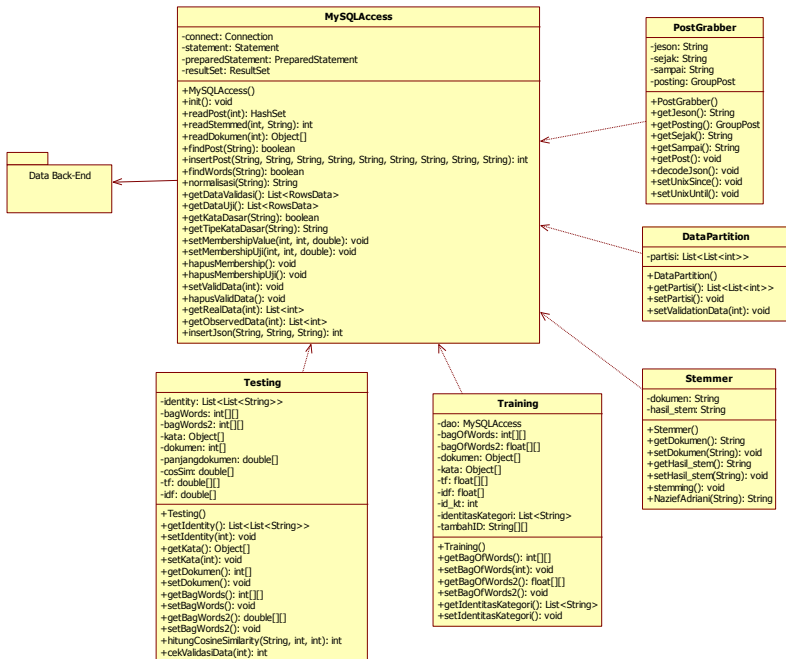 MySQLAccess
-connect: Connection
-statement: Statement
-preparedStatement: PreparedStatement
-resultSet: ResultSet
+MySQLAccess()
+init(): void
+readPost(int): HashSet
+readStemmed(int, String): int
+readDokumen(int): Object[]
+findPost(String): boolean
+insertPost(String, String, String, String, String, String, String, String): int
+findWords(String): boolean
+normalisasi(String): String
+getDataValidasi(): List<RowsData>
+getDataUji(): List<RowsData>
+getKataDasar(String): boolean
+getTipeKataDasar(String): String
+setMembershipValue(int, int, double): void
+setMembershipUji(int, int, double): void
+hapusMembership(): void
+hapusMembershipUji(): void
+setValidData(int): void
+hapusValidData(): void
+getRealData(int): List<int>
+getObservedData(int): List<int>
+insertJson(String, String, String): int
PostGrabber
-jeson: String
-sejak: String
-sampai: String
-posting: GroupPost
+PostGrabber()
+getJeson(): String
+getPosting(): GroupPost
+getSejak(): String
+getSampai(): String
+getPost(): void
+decodeJson(): void
+setUnixSince(): void
+setUnixUntil(): void
Data Back-End
DataPartition
-partisi: List<List<int>>
+DataPartition()
+getPartisi(): List<List<int>>
+setPartisi(): void
+setValidationData(int): void
Stemmer
-dokumen: String
-hasil_stem: String
+Stemmer()
+getDokumen(): String
+setDokumen(String): void
+getHasil_stem(): String
+setHasil_stem(String): void
+stemming(): void
+NaziefAdriani(String): String
Testing
-identity: List<List<String>>
-bagWords: int[][]
-bagWords2: int[][]
-kata: Object[]
-dokumen: int[]
-panjangdokumen: double[]
-cosSim: double[]
-tf: double[][]
-idf: double[]
+Testing()
+getIdentity(): List<List<String>>
+setIdentity(int): void
+getKata(): Object[]
+setKata(int): void
+getDokumen(): int[]
+setDokumen(): void
+getBagWords(): int[][]
+setBagWords(): void
+getBagWords2(): double[][]
+setBagWords2(): void
+hitungCosineSimilarity(String, int, int): int
+cekValidasiData(int): int
Training
-dao: MySQLAccess
-bagOfWords: int[][]
-bagOfWords2: float[][]
-dokumen: Object[]
-kata: Object[]
-tf: float[][]
-idf: float[]
-id_kt: int
-identitasKategori: List<String>
-tambahID: String[][]
+Training()
+getBagOfWords(): int[][]
+setBagOfWords(int): void
+getBagOfWords2(): float[][]
+setBagOfWords2(): void
+getIdentitasKategori(): List<String>
+setIdentitasKategori(): void